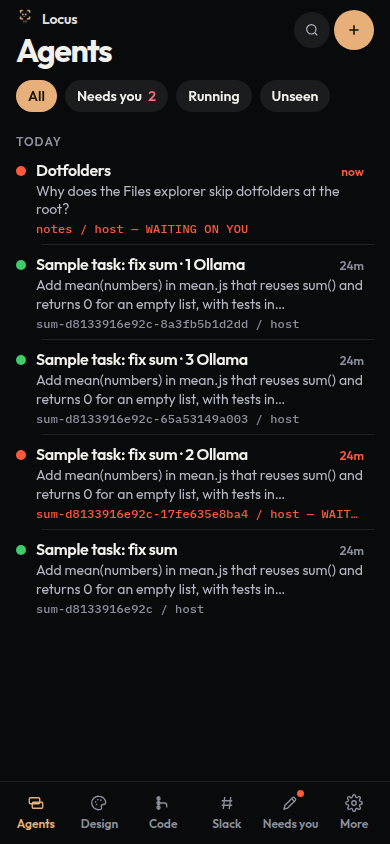 Locus
Agents
All
Needs you 2
Running
Unseen
TODAY
Dotfolders
now
Why does the Files explorer skip dotfolders at the
root?
notes / host — WAITING ON YOU
Sample task: fix sum · 1 Ollama
24m
Add mean(numbers) in mean.js that reuses sum() and
returns 0 for an empty list, with tests in...
sum-d8133916e92c-8a3fb5b1d2dd / host
Sample task: fix sum · 3 Ollama
24m
Add mean(numbers) in mean.js that reuses sum() and
returns 0 for an empty list, with tests in...
sum-d8133916e92c-65a53149a003 / host
Sample task: fix sum · 2 Ollama
24m
Add mean(numbers) in mean.js that reuses sum() and
returns 0 for an empty list, with tests in...
sum-d8133916e92c-17fe635e8ba4 / host — WAIT…
Sample task: fix sum
24m
Add mean(numbers) in mean.js that reuses sum() and
returns 0 for an empty list, with tests in...
sum-d8133916e92c / host
Agents
Design
Code
Slack
Needs you
More